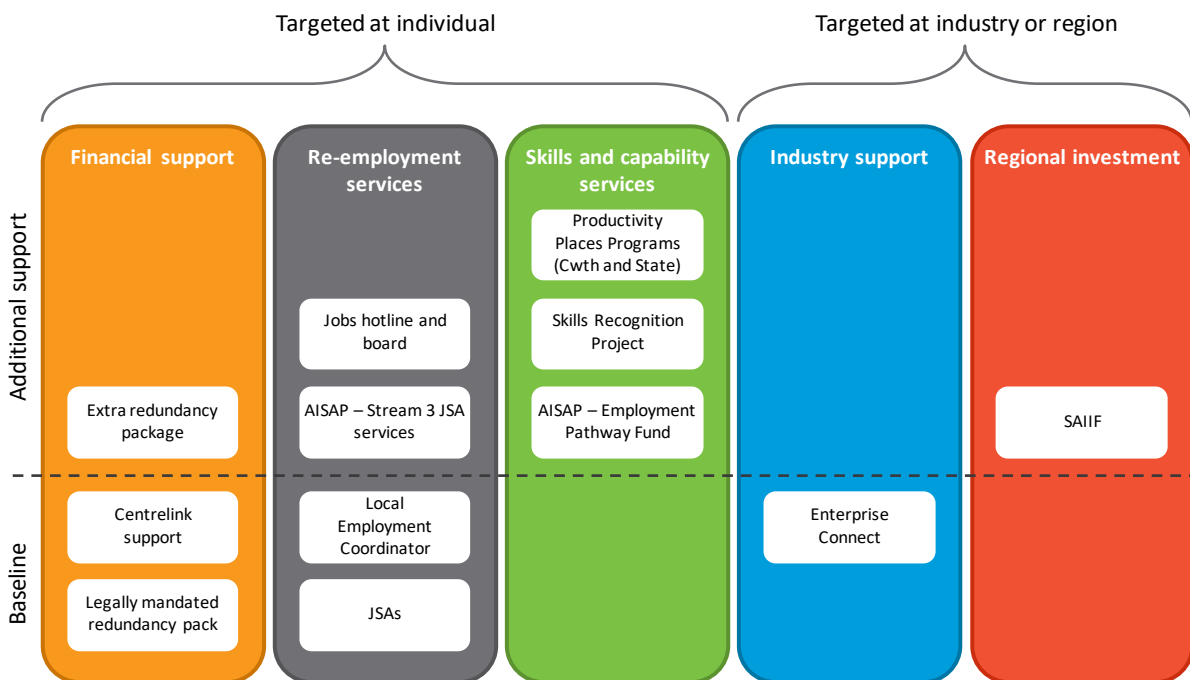 Targeted at individual
Targeted at industry or region
Financial support
Re-employment
services
Skills and capability
services
Industry support
Regional investment
Additional support
Productivity
Places Programs
(Cwth and State)
Jobs hotline and
board
Skills Recognition
Project
Extra redundancy
package
AISAP – Stream 3 JSA
services
AISAP – Employment
Pathway Fund
SAIIF
Baseline
Centrelink
support
Local
Employment
Coordinator
Enterprise
Connect
Legally mandated
redundancy pack
JSAs